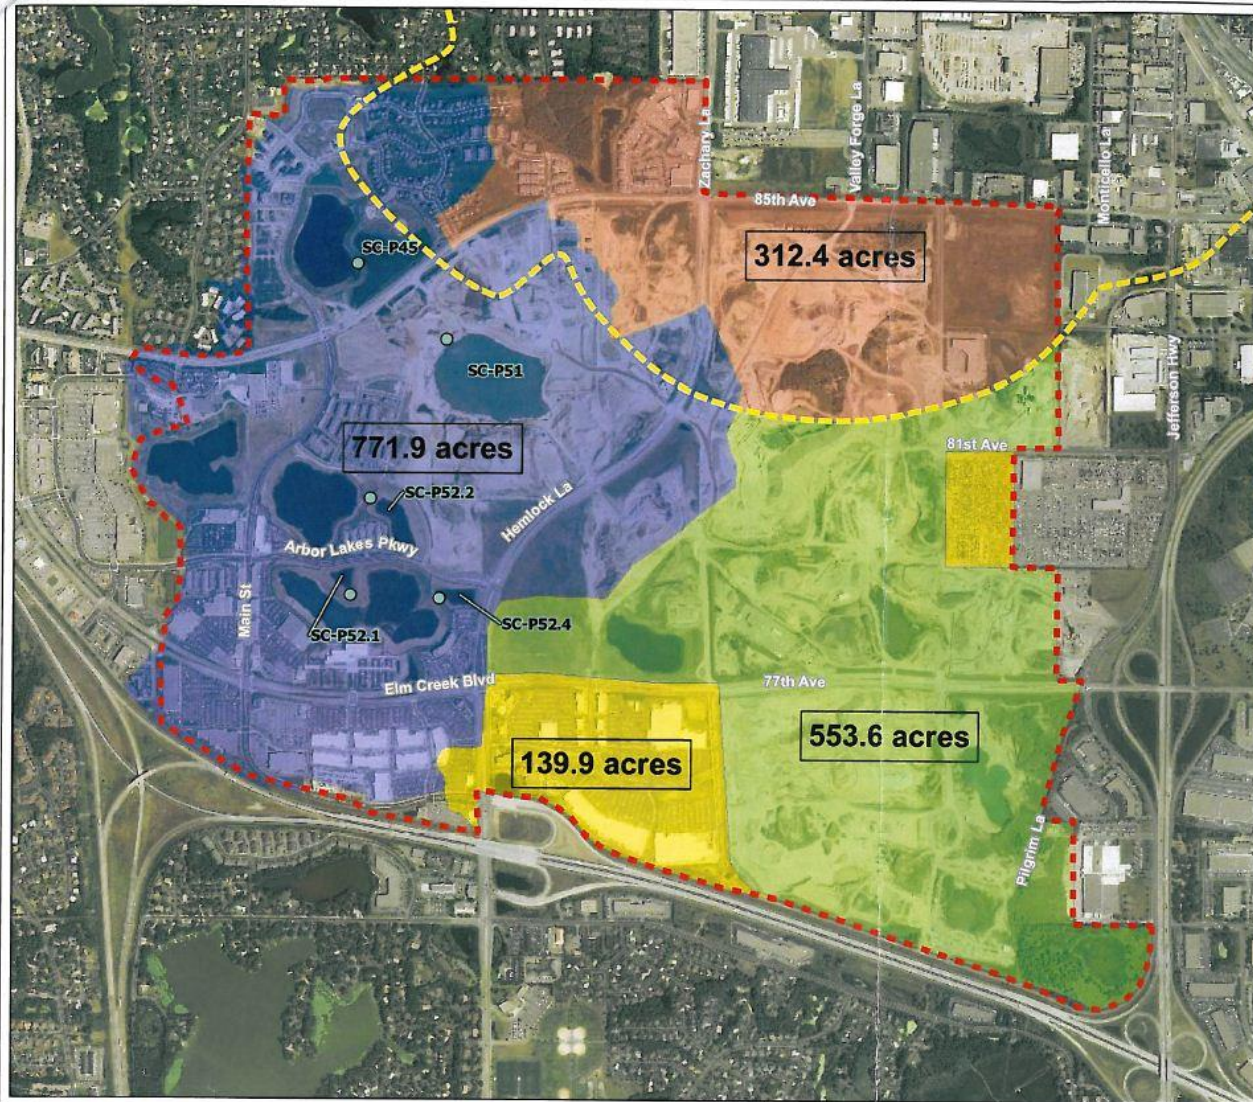 Zachary La
Valley Forge La
Monticello La
85th Ave
312.4 acres
SC-P45
SC-P51
Jefferson Hwy
771.9 acres
81st Ave
SC-P52.2
Hemlock La
Arbor Lakes Pkwy
Main St
SC-P52.1
SC-P52.4
Elm Creek Blvd
77th Ave
553.6 acres
139.9 acres
Pilgrim La